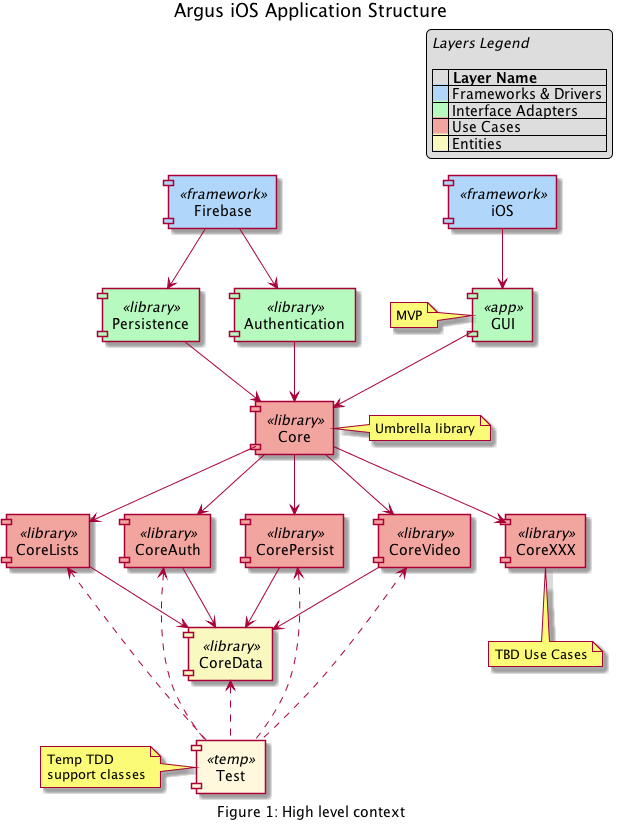 Argus iOS Application Structure
Layers Legend
Layer Name
Frameworks & Drivers
Interface Adapters
Use Cases
Entities
«framework»
Firebase
«framework»
iOS
«library»
Persistence
«library»
Authentication
MVP
«app»
GUI
«library»
Core
Umbrella library
«library»
CoreLists
«library»
CoreAuth
«library»
CorePersist
«library»
CoreVideo
«library»
CoreXXX
«library»
CoreData
TBD Use Cases
Temp TDD
support classes
«temp»
Test
Figure 1: High level context